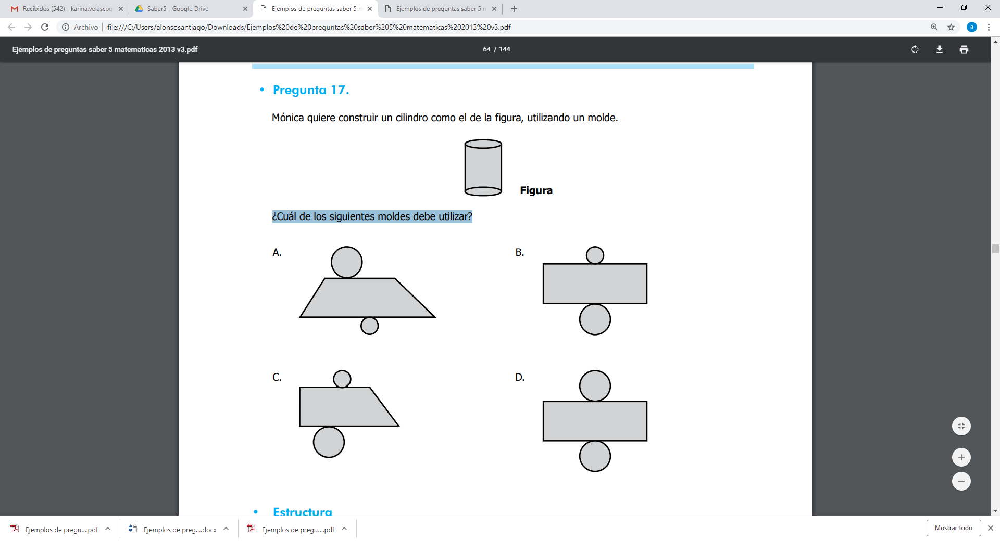 Recibidos (542) - karina.velascog
Saber5 - Google Drive
Ejemplos de preguntas saber 5 m
Ejemplos de preguntas saber 5 m
Archivo
file:///C:/Users/alonsosantiago/Downloads/Ejemplos%20de%20preguntas%20saber%205%20matematicas%202013%20v3.pdf
a
Ejemplos de preguntas saber 5 matematicas 2013 v3.pdf
64 / 144
• Pregunta 17.
Mónica quiere construir un cilindro como el de la figura, utilizando un molde.
Figura
¿Cuál de los siguientes moldes debe utilizar?
A.
B.
C.
D.
• Estructura
Ejemplos de pregu....pdf
Ejemplos de preg....docx
Ejemplos de pregu....pdf
Mostrar todo